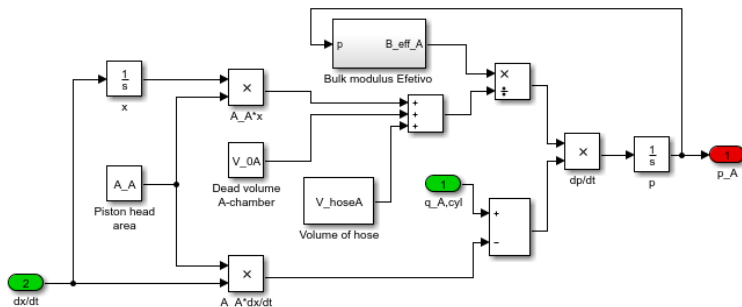 p
B_eff_A
Bulk modulus Efetivo
1
s
x
×
A_A*x
×
÷
+
+
+
V_0A
Dead volume
A-chamber
A_A
Piston head
area
V_hoseA
Volume of hose
1
q_A,cyl
+
−
×
dp/dt
1
s
p
1
p_A
2
dx/dt
×
A_A*dx/dt